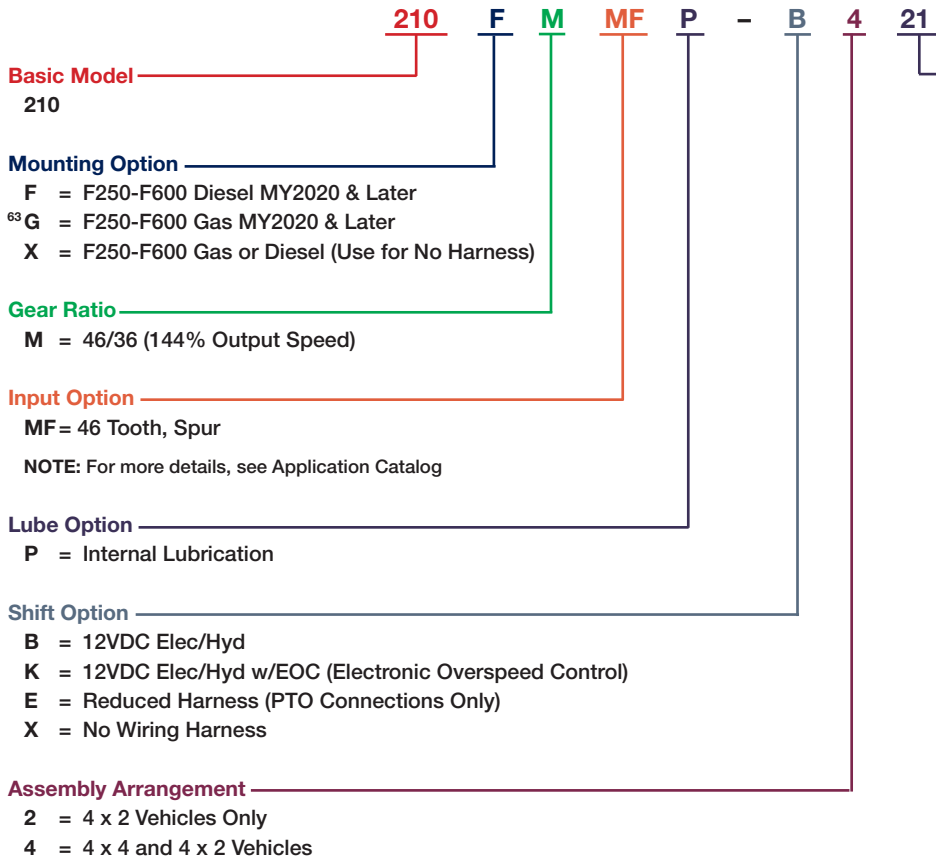 210 F M MF P – B 4 21
Basic Model
210
Mounting Option
F = F250-F600 Diesel MY2020 & Later
63 G = F250-F600 Gas MY2020 & Later
X = F250-F600 Gas or Diesel (Use for No Harness)
Gear Ratio
M = 46/36 (144% Output Speed)
Input Option
MF = 46 Tooth, Spur
NOTE: For more details, see Application Catalog
Lube Option
P = Internal Lubrication
Shift Option
B = 12VDC Elec/Hyd
K = 12VDC Elec/Hyd w/EOC (Electronic Overspeed Control)
E = Reduced Harness (PTO Connections Only)
X = No Wiring Harness
Assembly Arrangement
2 = 4 x 2 Vehicles Only
4 = 4 x 4 and 4 x 2 Vehicles